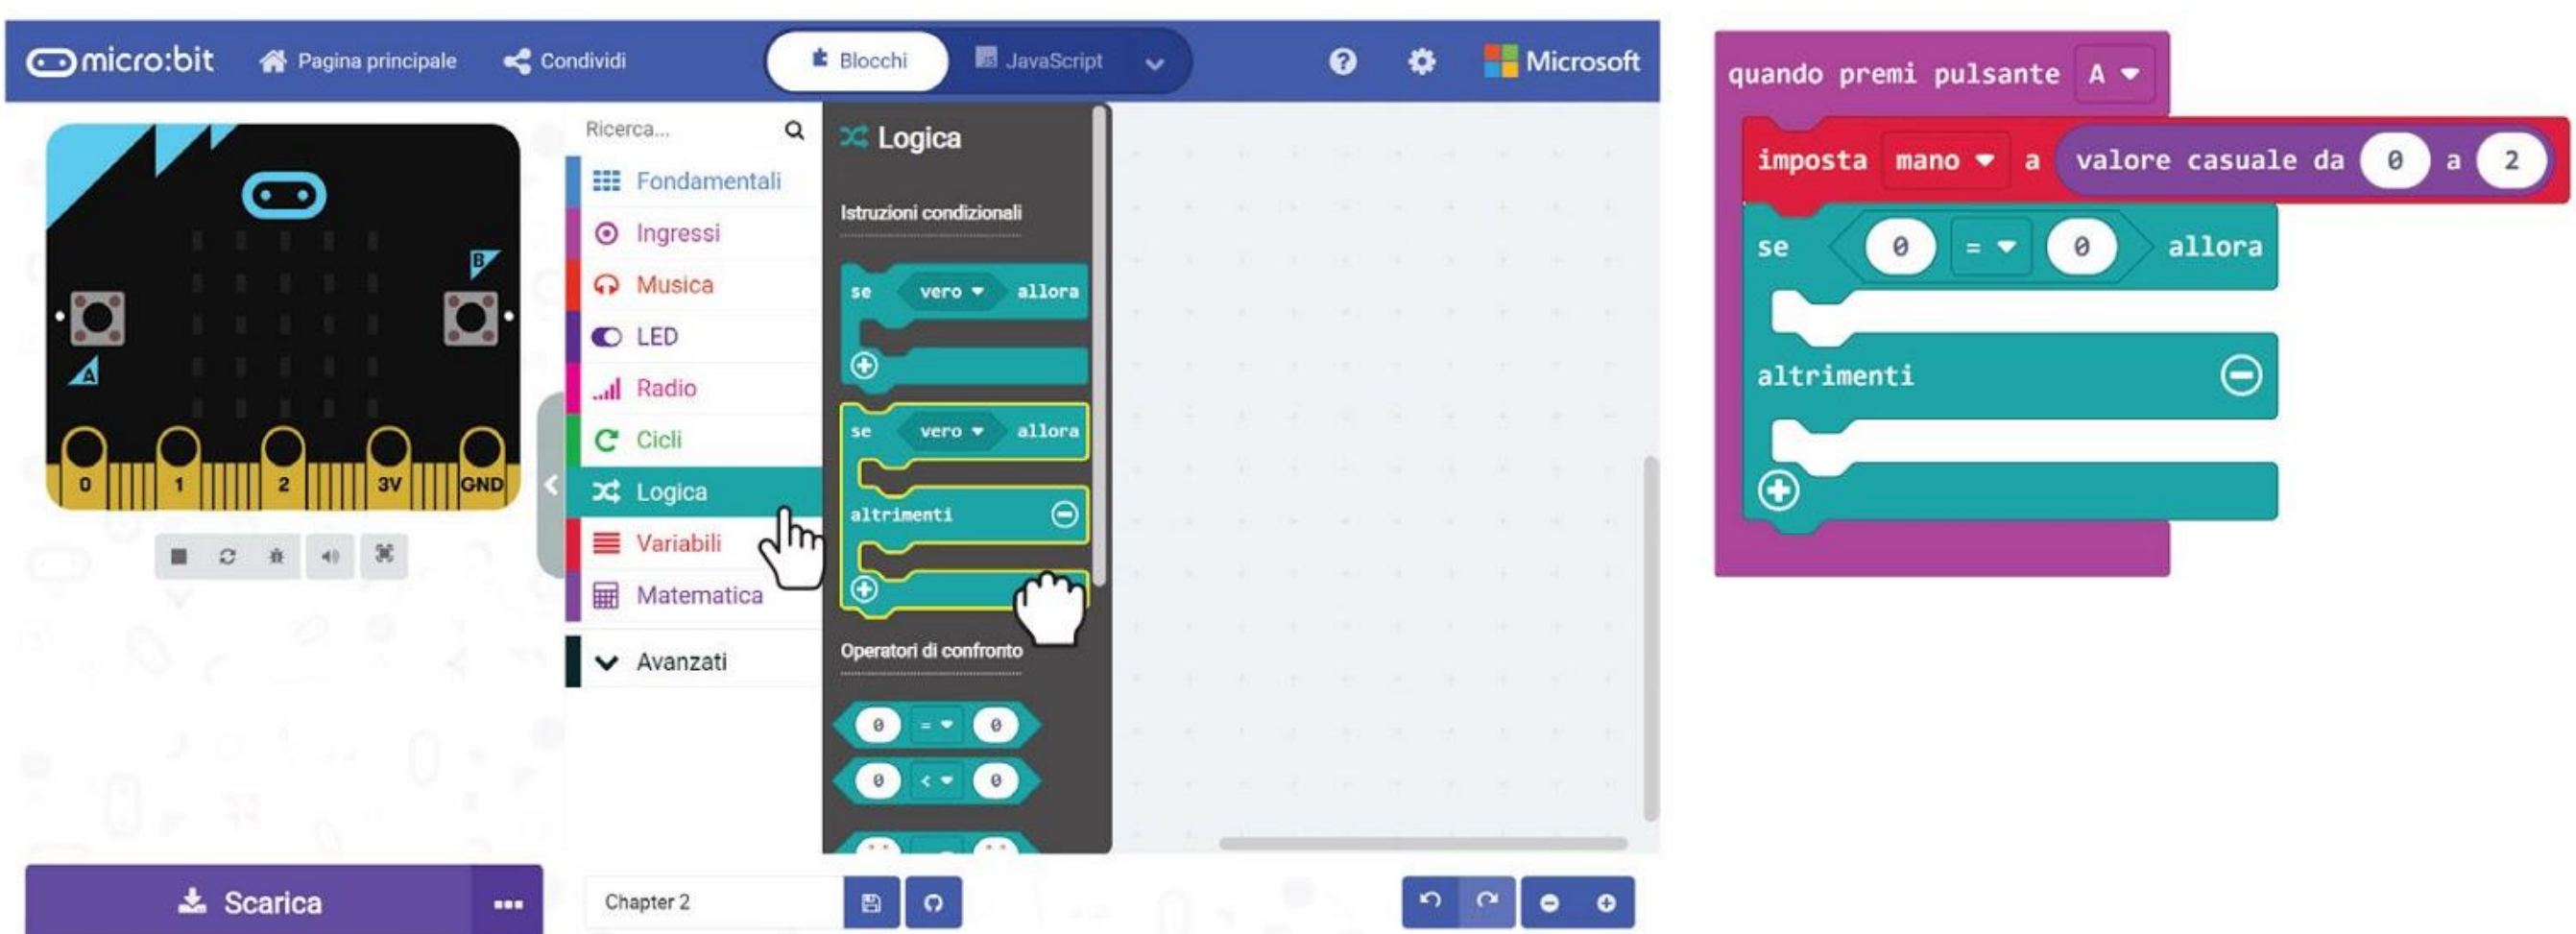 micro:bit
Pagina principale
Condividi
Blocchi
JS JavaScript
Microsoft
B
A
0 1 2 3V GND
Ricerca...
Fondamentali
Ingressi
Musica
LED
Radio
Cicli
Logica
Variabili
Matematica
Avanzati
Logica
Istruzioni condizionali
se vero allora
se vero allora
altrimenti
Operatori di confronto
0 = 0
0 < 0
Scarica ...
Chapter 2
quando premi pulsante A
imposta mano a valore casuale da 0 a 2
se 0 = 0 allora
altrimenti